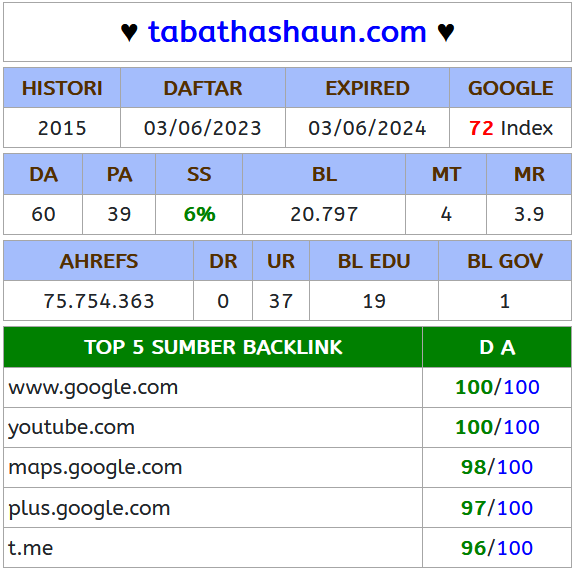 ♥ tabathashaun.com ♥
HISTORI DAFTAR EXPIRED GOOGLE
2015 03/06/2023 03/06/2024 72 Index
DA PA SS BL MT MR
60 39 6% 20.797 4 3.9
AHREFS DR UR BL EDU BL GOV
75.754.363 0 37 19 1
TOP 5 SUMBER BACKLINK D A
www.google.com 100/100
youtube.com 100/100
maps.google.com 98/100
plus.google.com 97/100
t.me 96/100